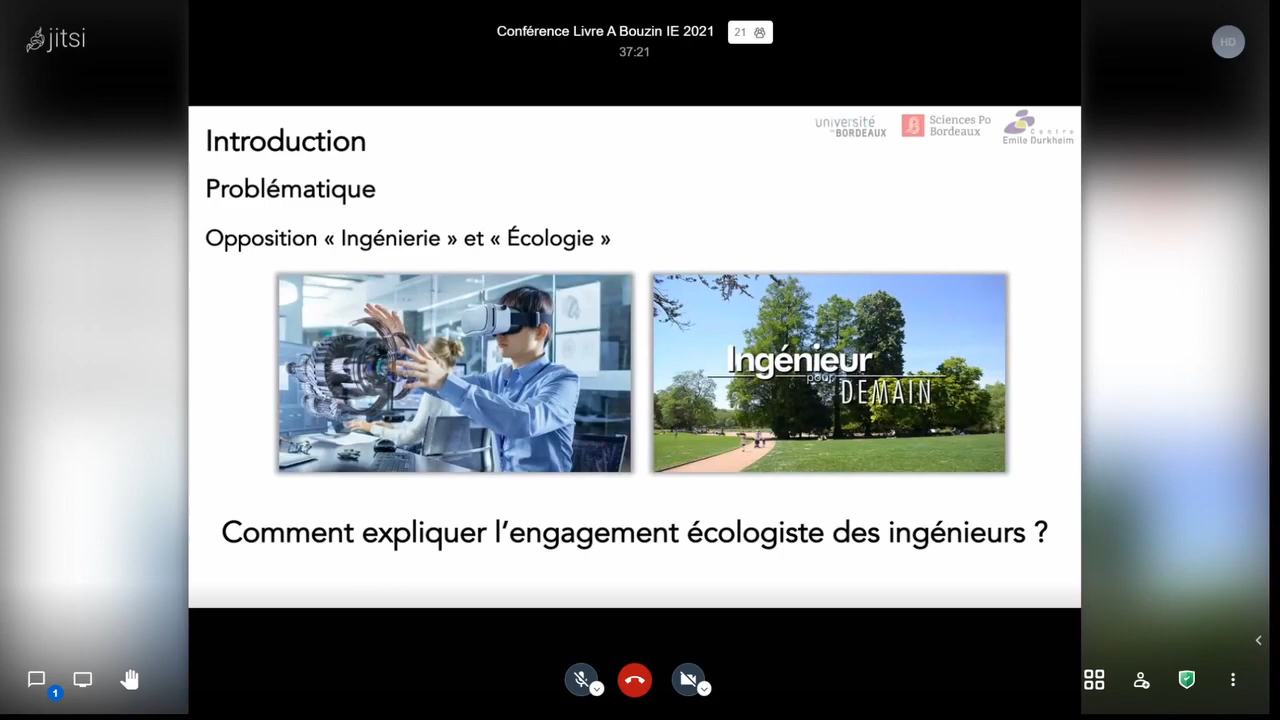 jitsi
Conférence Livre A Bouzin IE 2021
21
37:21
HD
université
de BORDEAUX
Sciences Po
Bordeaux
Centre
Emile Durkheim
Introduction
Problématique
Opposition « Ingénierie » et « Écologie »
Ingénieur
pour
DEMAIN
Comment expliquer l'engagement écologiste des ingénieurs ?
1